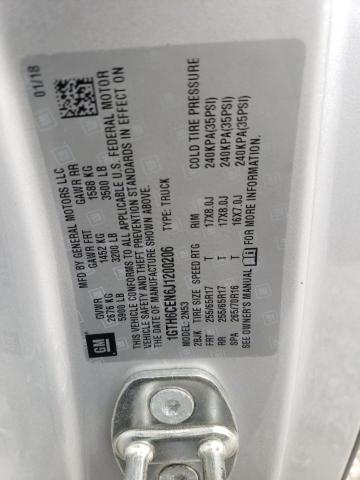 GM
MFD BY GENERAL MOTORS LLC
01/18
GVWR GAWR FRT GAWR RR
2676 KG 1452 KG 1588 KG
5900 LB 3200 LB 3500 LB
THIS VEHICLE CONFORMS TO ALL APPLICABLE U.S. FEDERAL MOTOR
VEHICLE SAFETY AND THEFT PREVENTION STANDARDS IN EFFECT ON
THE DATE OF MANUFACTURE SHOWN ABOVE.
1GTH6CEN6J1200206 TYPE: TRUCK
MODEL: 2N53
28JK TIRE SIZE SPEED RTG RIM COLD TIRE PRESSURE
FRT 255/65R17 T 17X8.0J 240KPA(35PSI)
RR 255/65R17 T 17X8.0J 240KPA(35PSI)
SPA 265/70R16 T 16X7.0J 240KPA(35PSI)
SEE OWNER'S MANUAL FOR MORE INFORMATION.